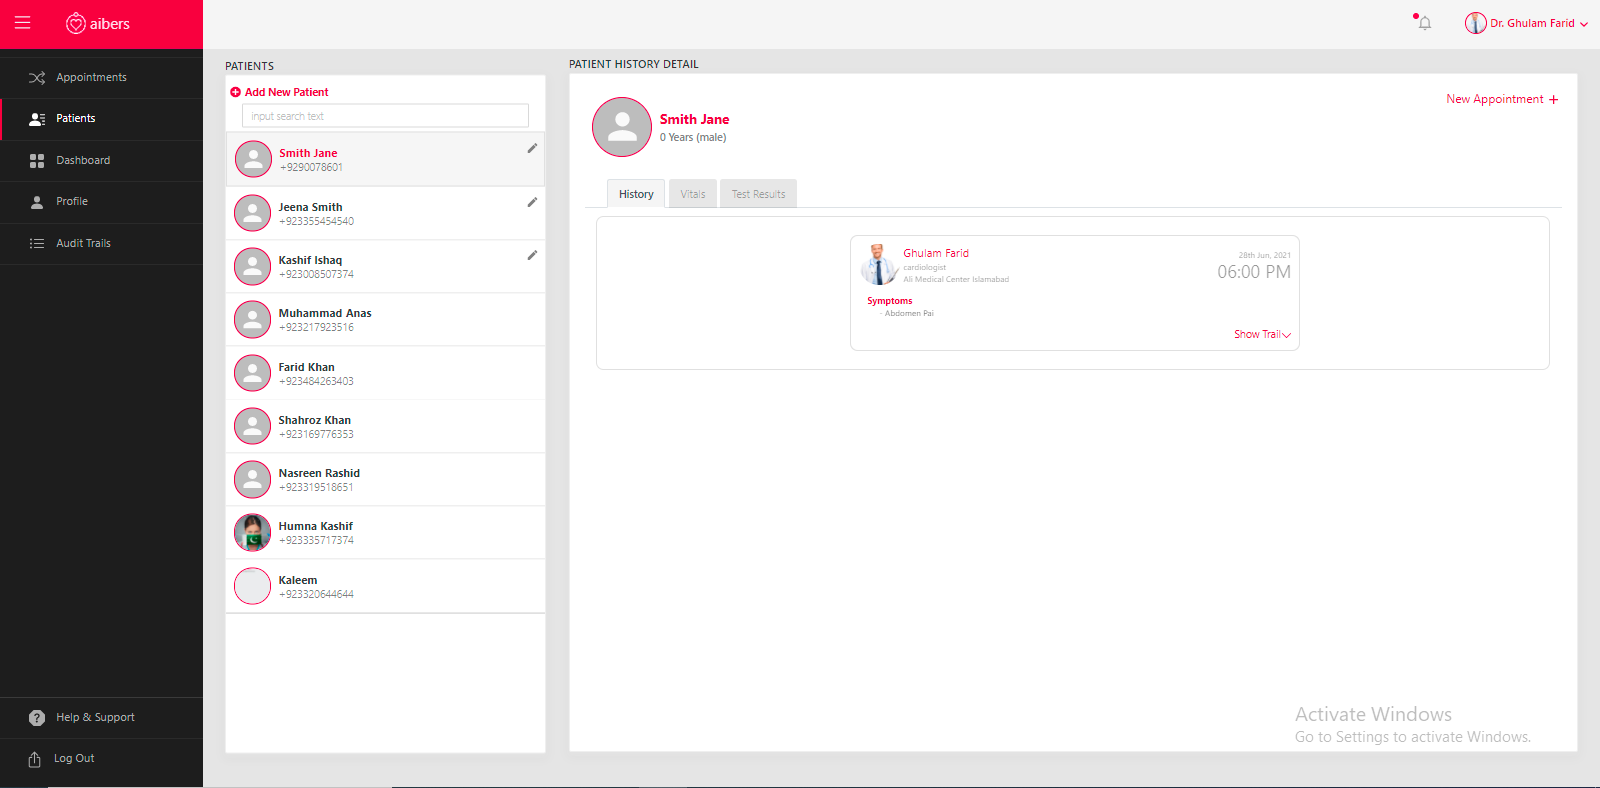 aibers
Dr. Ghulam Farid
Appointments
Patients
Dashboard
Profile
Audit Trails
Help & Support
Log Out
PATIENTS
Add New Patient
input search text
Smith Jane
+9290078601
Jeena Smith
+923355454540
Kashif Ishaq
+923008507374
Muhammad Anas
+923217923516
Farid Khan
+923484263403
Shahroz Khan
+923169776353
Nasreen Rashid
+923319518651
Humna Kashif
+923335717374
Kaleem
+923320644644
PATIENT HISTORY DETAIL
New Appointment +
Smith Jane
0 Years (male)
History
Vitals
Test Results
Ghulam Farid
cardiologist
Ali Medical Center Islamabad
28th Jun, 2021
06:00 PM
Symptoms
· Abdomen Pai
Show Trail
Activate Windows
Go to Settings to activate Windows.